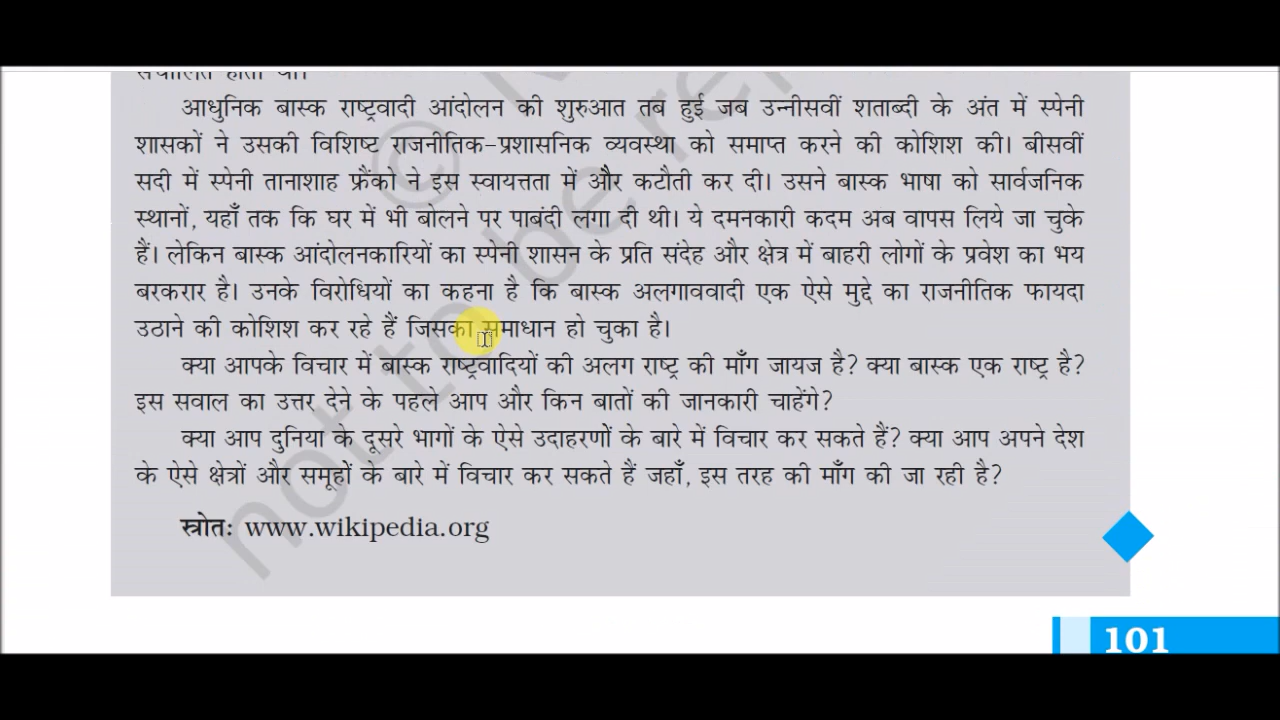 संचालित होता था।
आधुनिक बास्क राष्ट्रवादी आंदोलन की शुरुआत तब हुई जब उन्नीसवीं शताब्दी के अंत में स्पेनी
शासकों ने उसकी विशिष्ट राजनीतिक-प्रशासनिक व्यवस्था को समाप्त करने की कोशिश की। बीसवीं
सदी में स्पेनी तानाशाह फ्रैंको ने इस स्वायत्तता में और कटौती कर दी। उसने बास्क भाषा को सार्वजनिक
स्थानों, यहाँ तक कि घर में भी बोलने पर पाबंदी लगा दी थी। ये दमनकारी कदम अब वापस लिये जा चुके
हैं। लेकिन बास्क आंदोलनकारियों का स्पेनी शासन के प्रति संदेह और क्षेत्र में बाहरी लोगों के प्रवेश का भय
बरकरार है। उनके विरोधियों का कहना है कि बास्क अलगाववादी एक ऐसे मुद्दे का राजनीतिक फायदा
उठाने की कोशिश कर रहे हैं जिसका समाधान हो चुका है।
क्या आपके विचार में बास्क राष्ट्रवादियों की अलग राष्ट्र की माँग जायज है? क्या बास्क एक राष्ट्र है?
इस सवाल का उत्तर देने के पहले आप और किन बातों की जानकारी चाहेंगे?
क्या आप दुनिया के दूसरे भागों के ऐसे उदाहरणों के बारे में विचार कर सकते हैं? क्या आप अपने देश
के ऐसे क्षेत्रों और समूहों के बारे में विचार कर सकते हैं जहाँ, इस तरह की माँग की जा रही है?
स्त्रोतः www.wikipedia.org
101
not to be re
©